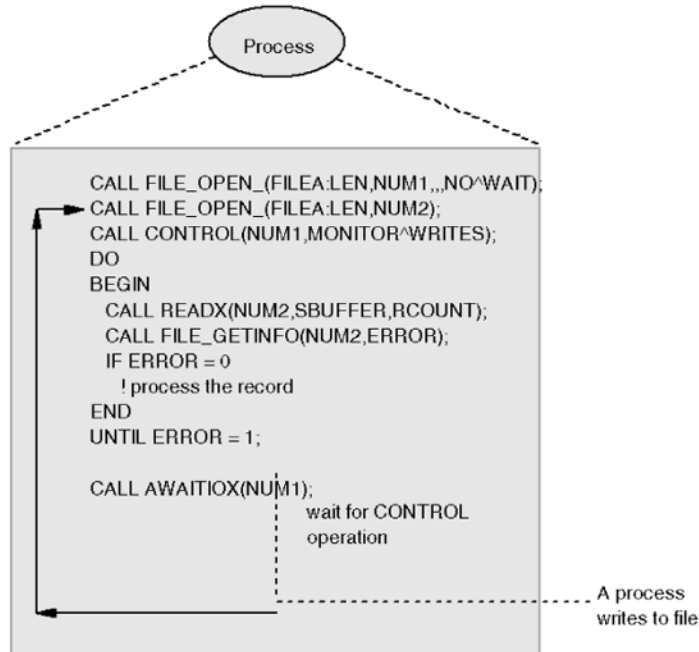 Process
CALL FILE_OPEN_(FILEA:LEN,NUM1,,,NO^WAIT);
CALL FILE_OPEN_(FILEA:LEN,NUM2);
CALL CONTROL(NUM1,MONITOR^WRITES);
DO
BEGIN
CALL READX(NUM2,SBUFFER,RCOUNT);
CALL FILE_GETINFO(NUM2,ERROR);
IF ERROR = 0
! process the record
END
UNTIL ERROR = 1;
CALL AWAITIOX(NUM1);
wait for CONTROL
operation
A process
writes to file